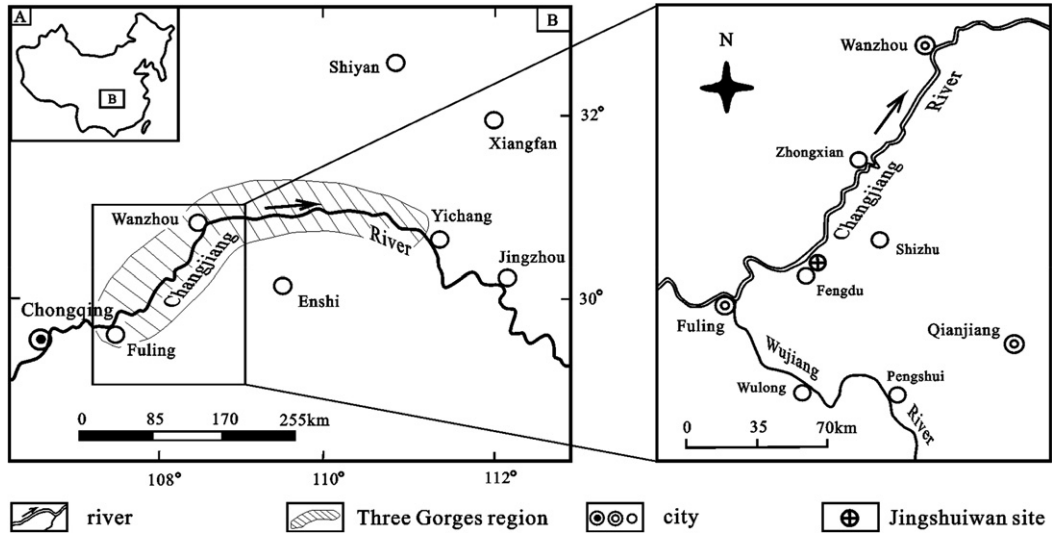 A
B
B
Shiyan
Xiangfan
32°
Wanzhou
Yichang
River
Changjiang
Jingzhou
Enshi
30°
Chongqing
Fuling
0 85 170 255km
108° 110° 112°
N
Wanzhou
River
Zhongxian
Changjiang
Shizhu
Fengdu
Fuling
Qianjiang
Wujiang
Wulong
Pengshui
River
0 35 70km
river
Three Gorges region
city
Jingshuiwan site